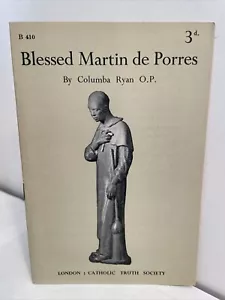 B 410
3d.
Blessed Martin de Porres
By Columba Ryan O.P.
LONDON : CATHOLIC TRUTH SOCIETY